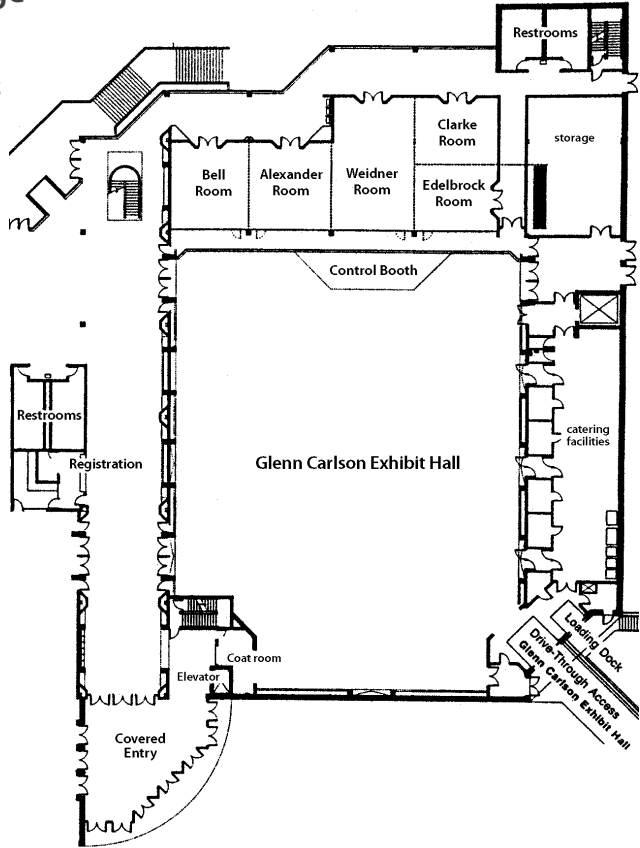 Restrooms
Clarke
Room
storage
Bell
Room
Alexander
Room
Weidner
Room
Edelbrock
Room
Control Booth
Restrooms
catering
facilities
Registration
Glenn Carlson Exhibit Hall
Loading Dock
Drive-Through Access
Glenn Carlson Exhibit Hall
Coat room
Elevator
Covered
Entry